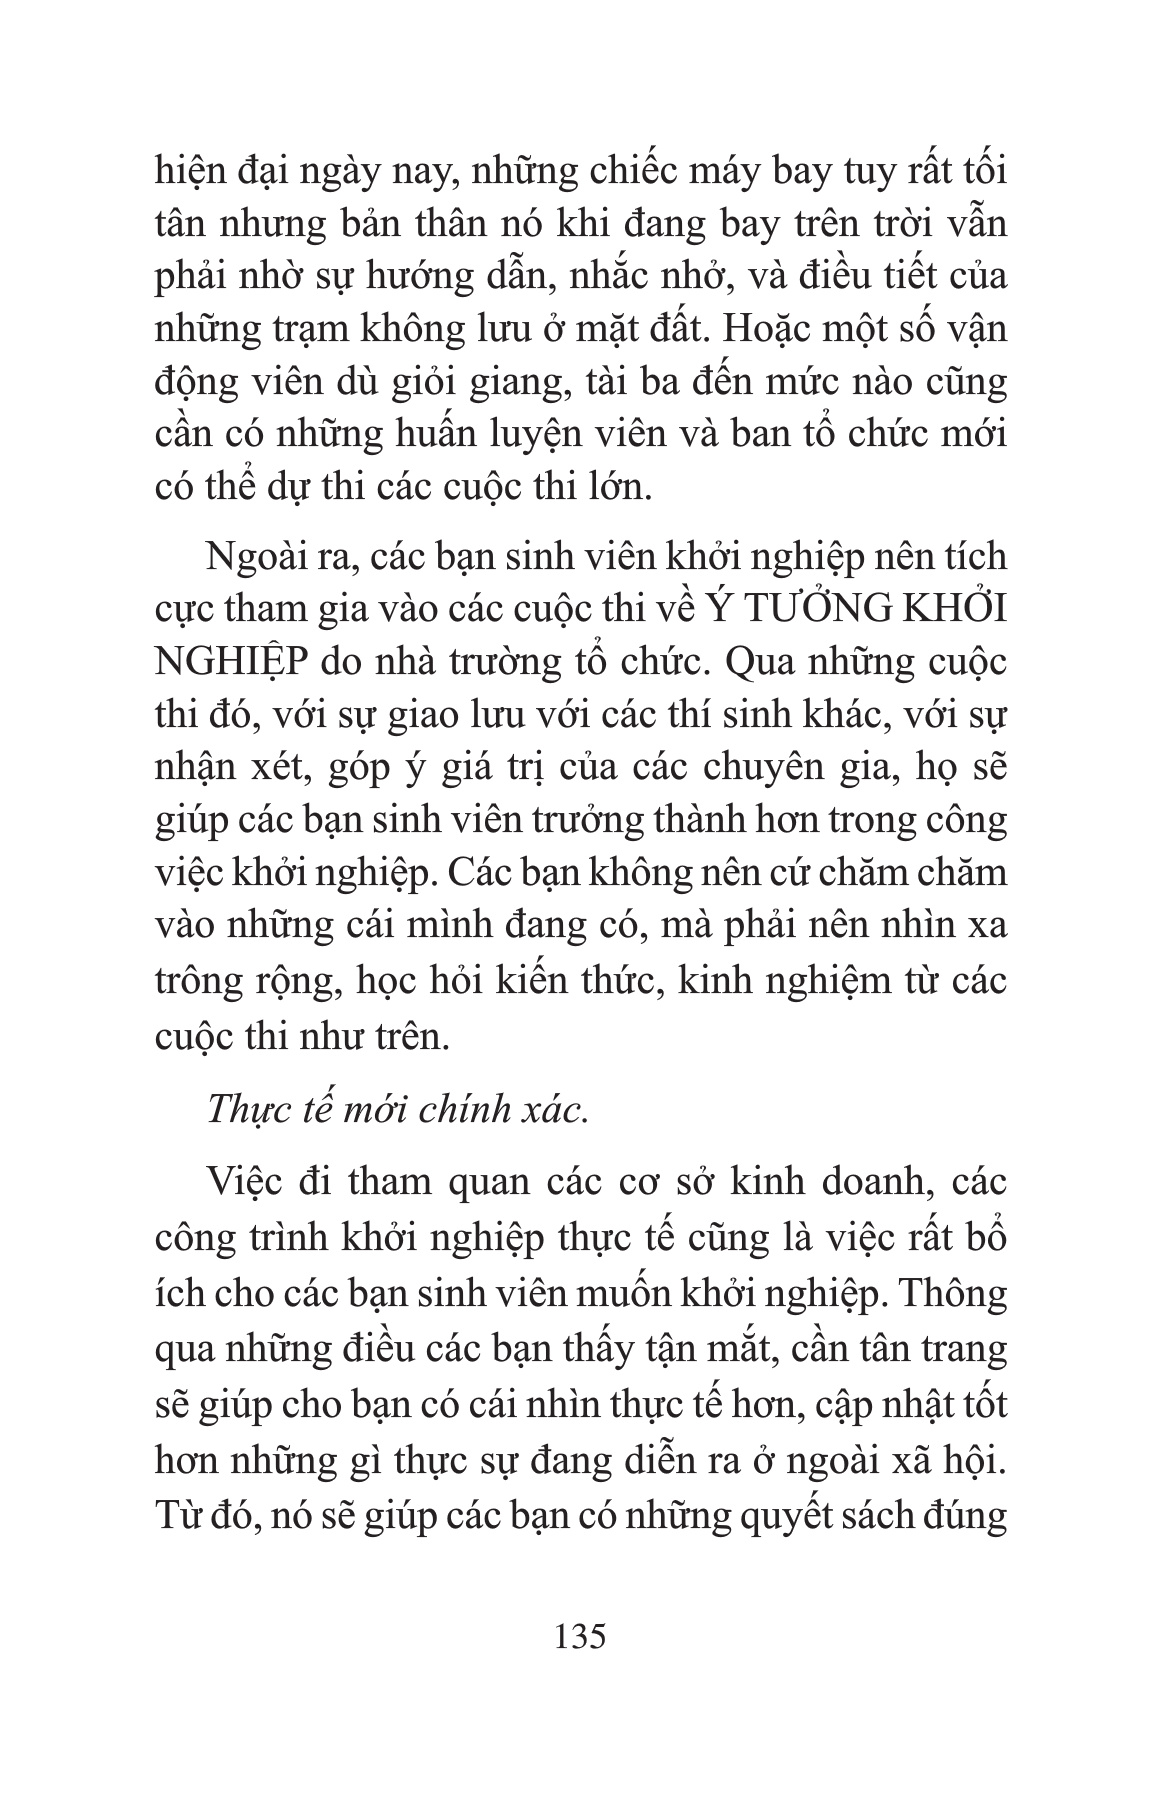 hiện đại ngày nay, những chiếc máy bay tuy rất tối
tân nhưng bản thân nó khi đang bay trên trời vẫn
phải nhờ sự hướng dẫn, nhắc nhở, và điều tiết của
những trạm không lưu ở mặt đất. Hoặc một số vận
động viên dù giỏi giang, tài ba đến mức nào cũng
cần có những huấn luyện viên và ban tổ chức mới
có thể dự thi các cuộc thi lớn.
Ngoài ra, các bạn sinh viên khởi nghiệp nên tích
cực tham gia vào các cuộc thi về Ý TƯỞNG KHỞI
NGHIỆP do nhà trường tổ chức. Qua những cuộc
thi đó, với sự giao lưu với các thí sinh khác, với sự
nhận xét, góp ý giá trị của các chuyên gia, họ sẽ
giúp các bạn sinh viên trưởng thành hơn trong công
việc khởi nghiệp. Các bạn không nên cứ chăm chăm
vào những cái mình đang có, mà phải nên nhìn xa
trông rộng, học hỏi kiến thức, kinh nghiệm từ các
cuộc thi như trên.
Thực tế mới chính xác.
Việc đi tham quan các cơ sở kinh doanh, các
công trình khởi nghiệp thực tế cũng là việc rất bổ
ích cho các bạn sinh viên muốn khởi nghiệp. Thông
qua những điều các bạn thấy tận mắt, cần tân trang
sẽ giúp cho bạn có cái nhìn thực tế hơn, cập nhật tốt
hơn những gì thực sự đang diễn ra ở ngoài xã hội.
Từ đó, nó sẽ giúp các bạn có những quyết sách đúng
135